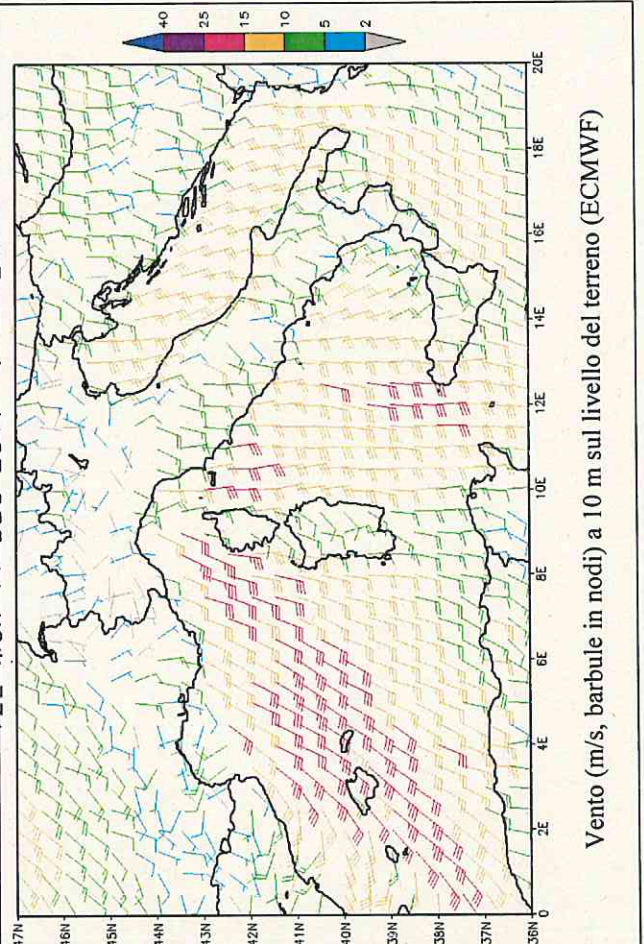 47N
46N
45N
44N
43N
42N
41N
40N
39N
38N
37N
36N
0
2E
4E
6E
8E
10E
12E
14E
16E
18E
20E
40
25
15
10
5
2
Vento (m/s, barbule in nodi) a 10 m sul livello del terreno (ECMWF)